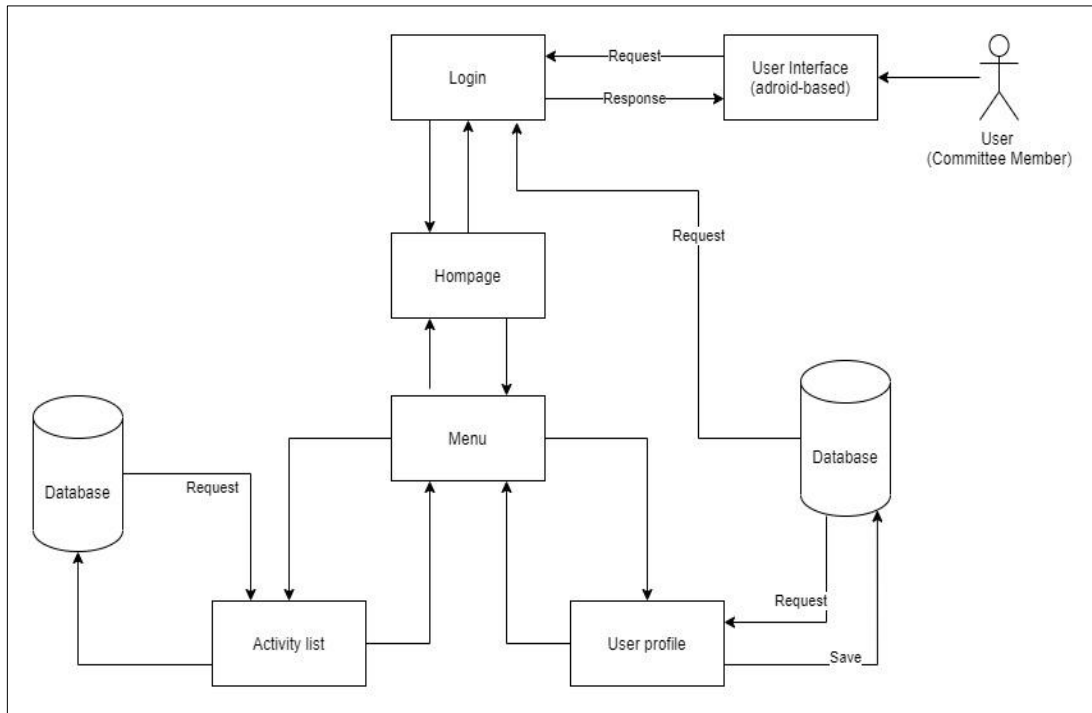 Request
Login
User Interface
(adroid-based)
Response
User
(Committee Member)
Request
Hompage
Menu
Database
Request
Database
Request
Activity list
User profile
Save